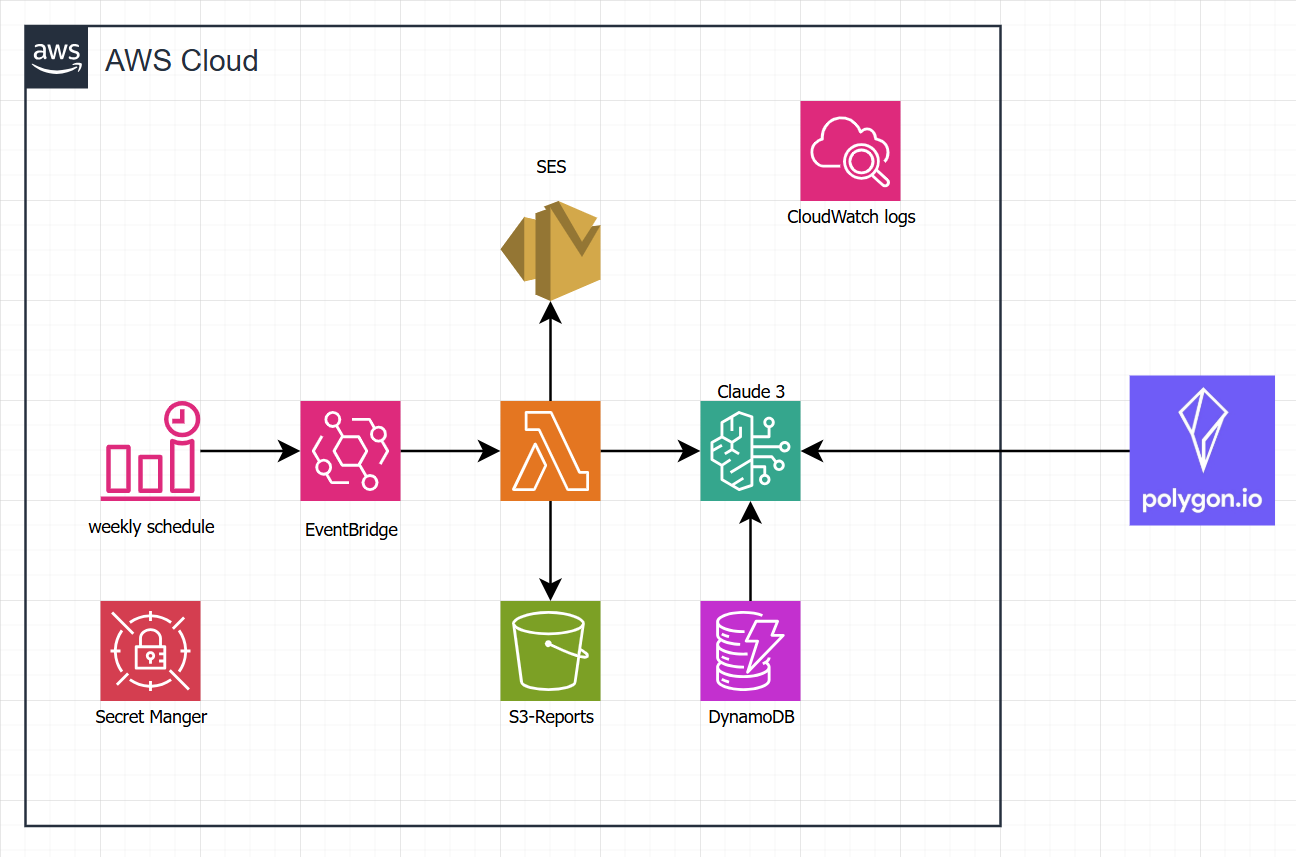 aws
AWS Cloud
SES
CloudWatch logs
Claude 3
polygon.io
weekly schedule
EventBridge
Secret Manger
S3-Reports
DynamoDB